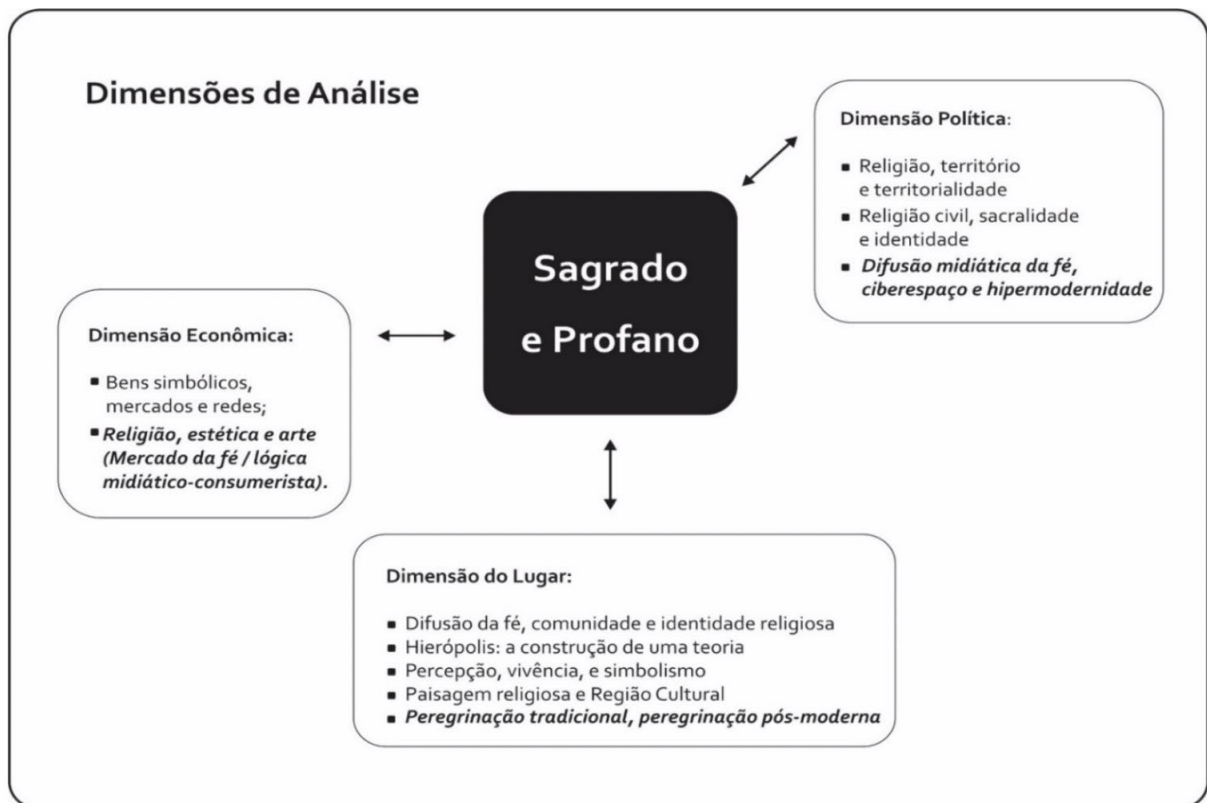 Dimensões de Análise
Dimensão Política:
▪ Religião, território
e territorialidade
▪ Religião civil, sacralidade
e identidade
▪ Difusão midiática da fé,
ciberespaço e hipermodernidade
Sagrado
e Profano
Dimensão Econômica:
▪ Bens simbólicos,
mercados e redes;
▪ Religião, estética e arte
(Mercado da fé / lógica
midiático-consumerista).
Dimensão do Lugar:
▪ Difusão da fé, comunidade e identidade religiosa
▪ Hierópolis: a construção de uma teoria
▪ Percepção, vivência, e simbolismo
▪ Paisagem religiosa e Região Cultural
▪ Peregrinação tradicional, peregrinação pós-moderna